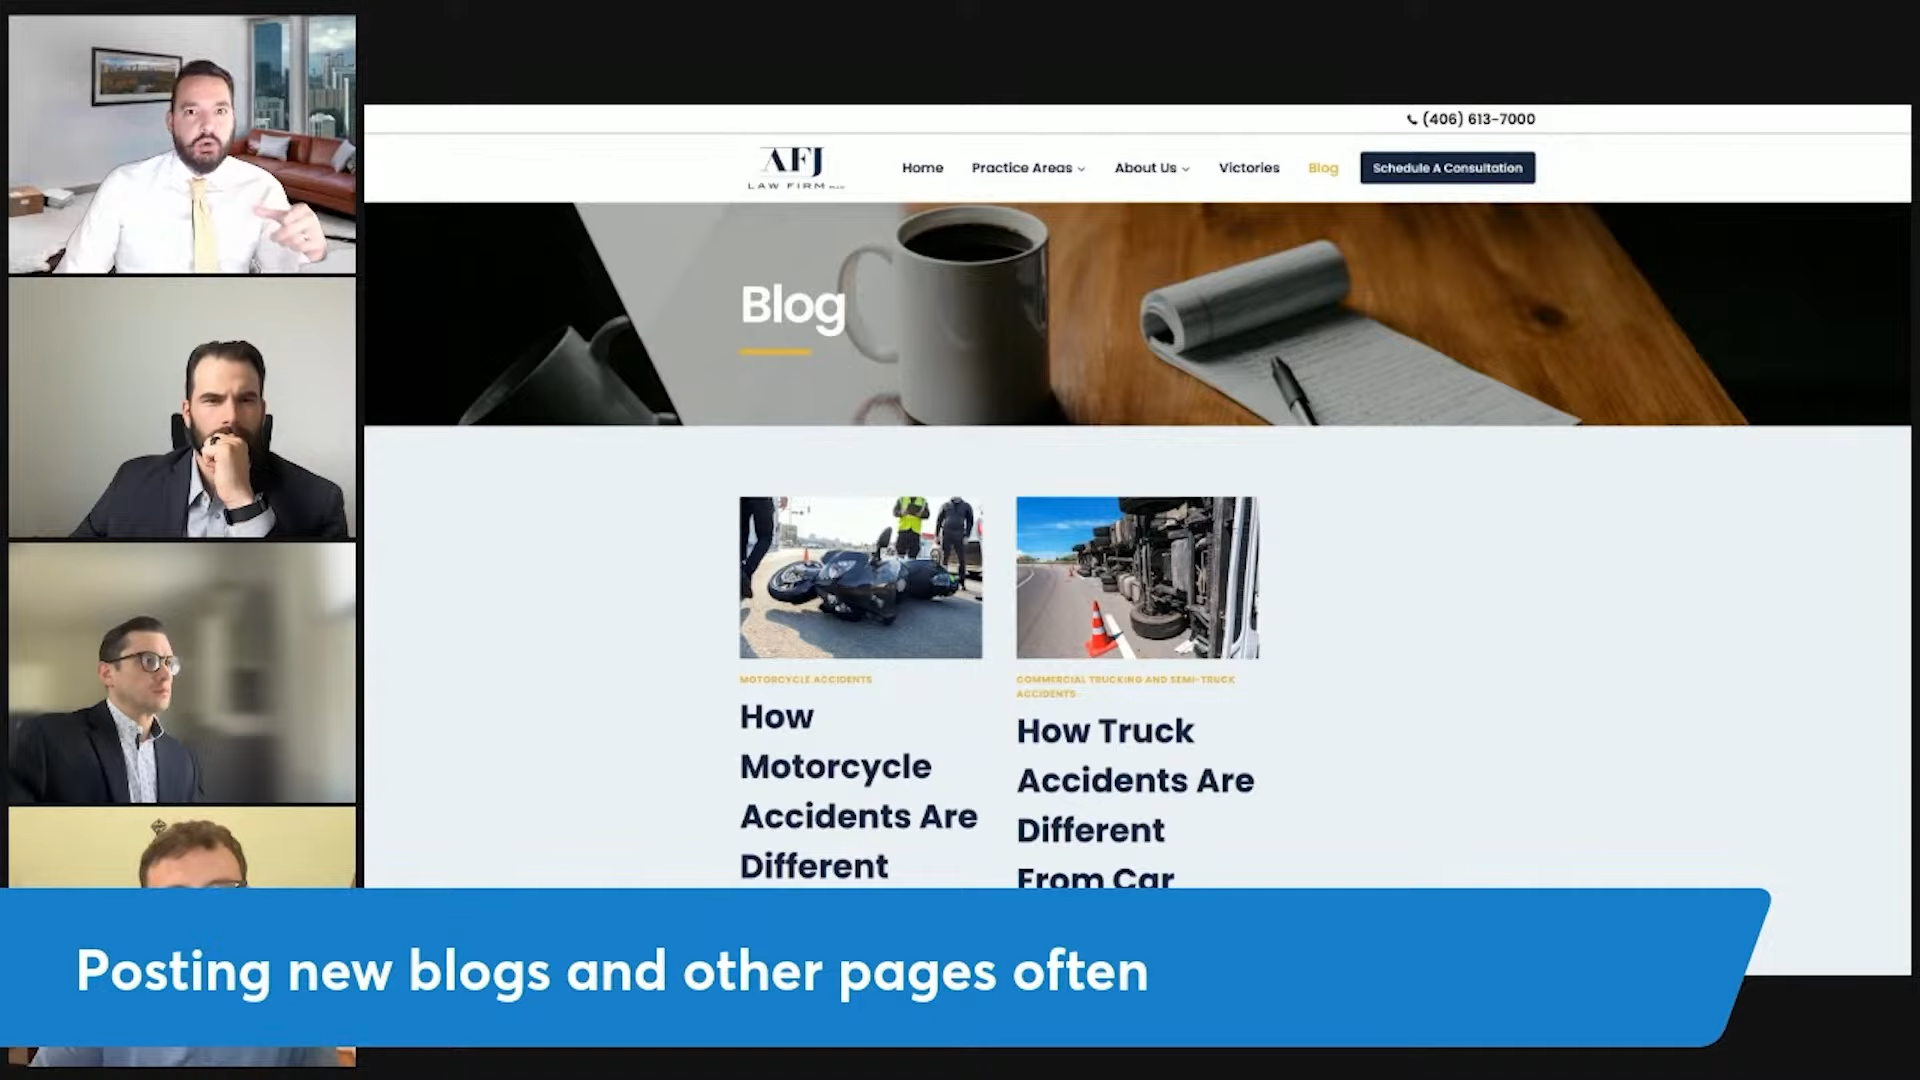 (406) 613-7000
AFJ
LAW FIRM
Home
Practice Areas
About Us
Victories
Blog
Schedule A Consultation
Blog
MOTORCYCLE ACCIDENTS
How
Motorcycle
Accidents Are
Different
COMMERCIAL TRUCKING AND SEMI-TRUCK
ACCIDENTS
How Truck
Accidents Are
Different
From Car
Posting new blogs and other pages often